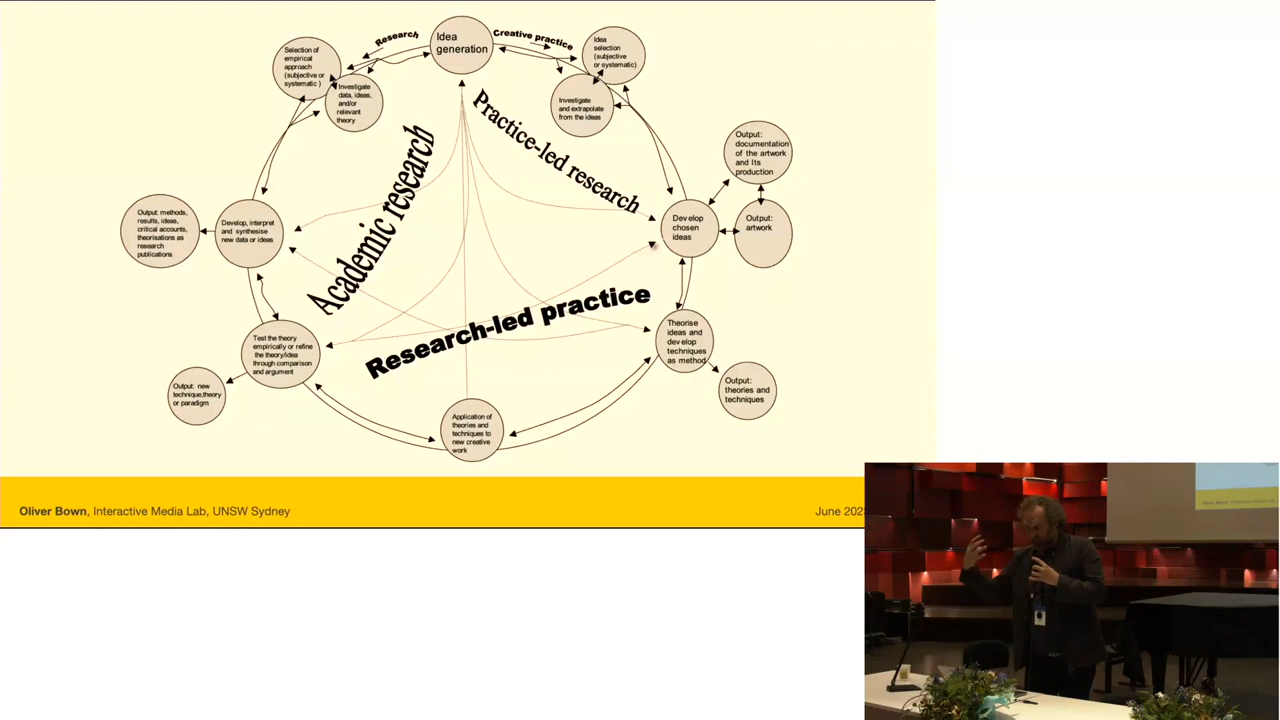 Research
Idea
generation
Creative practice
Idea
selection
(subjective
or systematic)
Selection of
empirical
approach
(subjective or
systematic )
Investigate
data, ideas,
and/or
relevant
theory
Investigate
and extrapolate
from the ideas
Practice-led research
Academic research
Research-led practice
Output:
documentation
of the artwork
and Its
production
Output:
artwork
Develop
chosen
ideas
Output: methods,
results, ideas,
critical accounts,
theorisations as
research
publications
Develop, interpret
and synthesise
new data or ideas
Theorise
ideas and
develop
techniques
as method
Test the theory
empirically or refine
the theory/idea
through comparison
and argument
Output:
theories and
techniques
Output: new
technique,theory
or paradigm
Application of
theories and
techniques to
new creative
work
Oliver Bown, Interactive Media Lab, UNSW Sydney
June